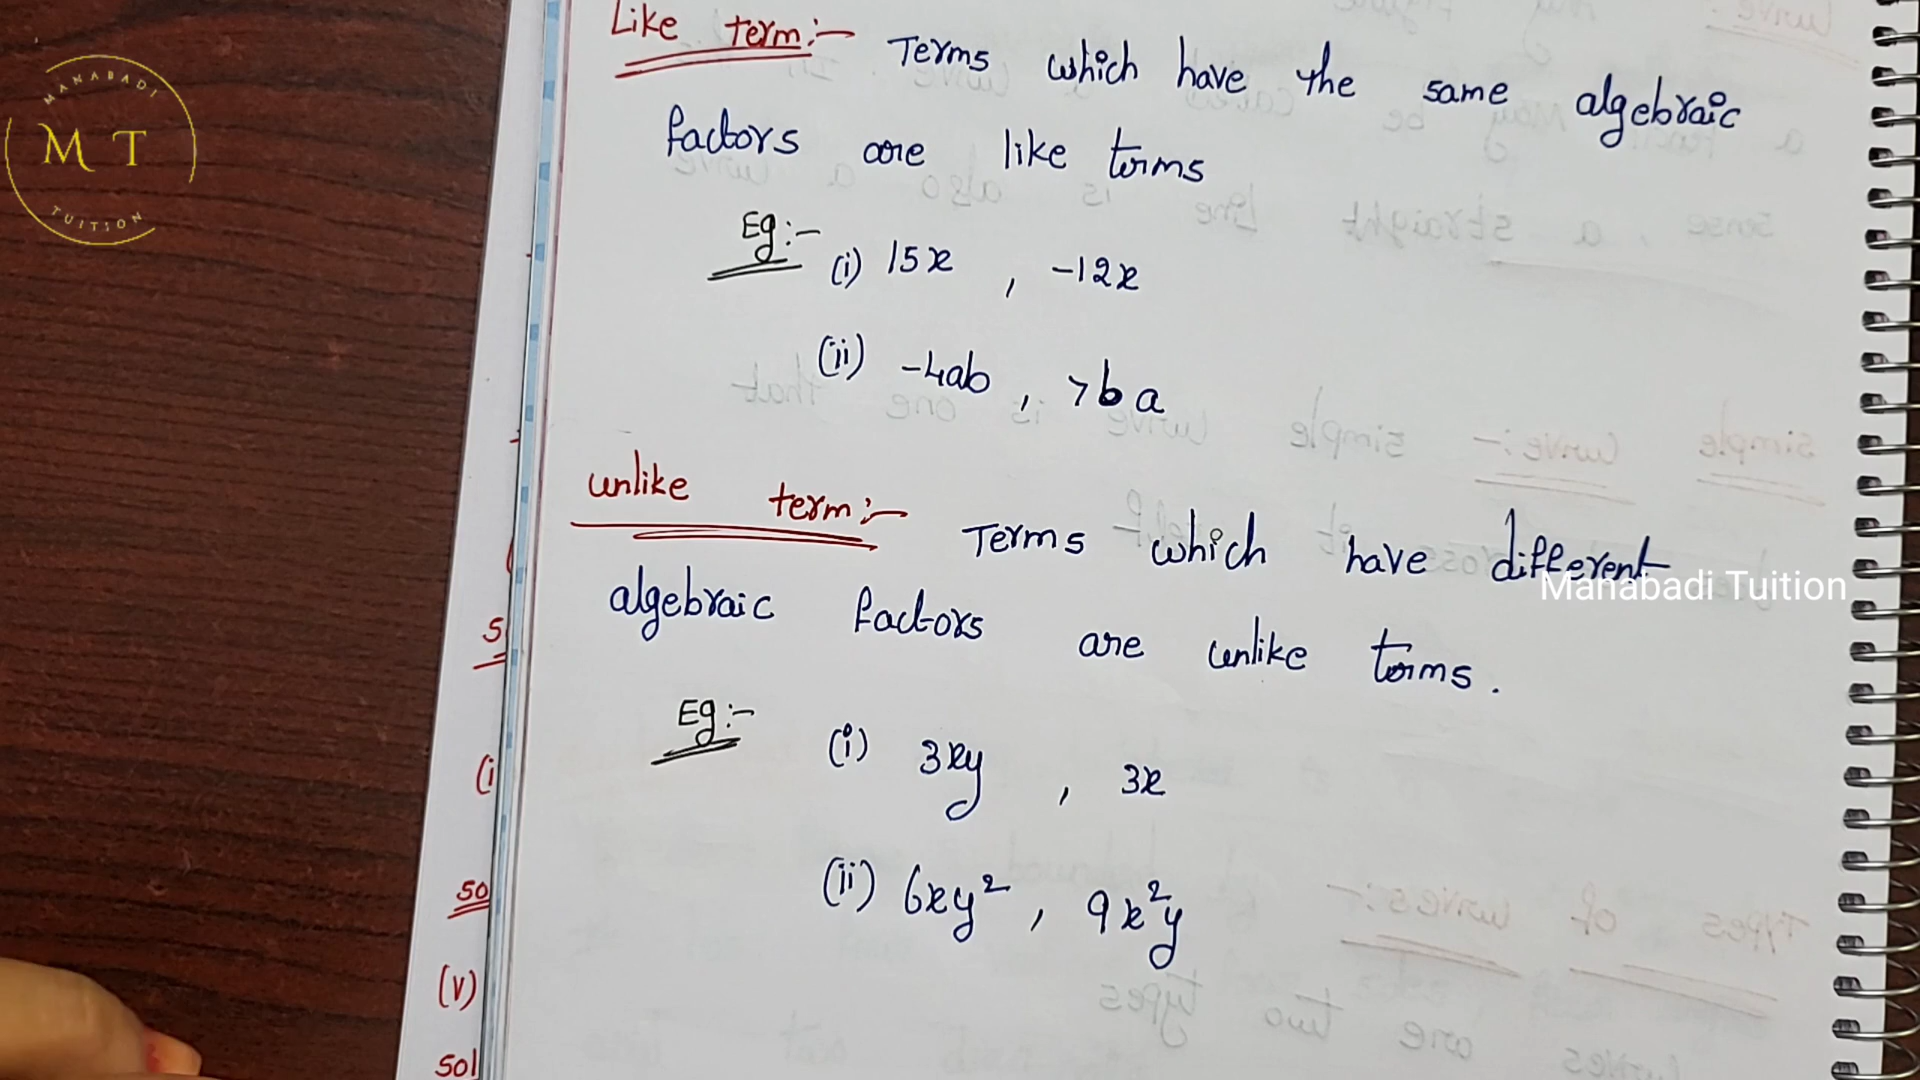 MANABADI
M T
TUITION
Like term:-
Terms which have the same algebraic
factors are like terms
Eg:-
(i) 15x , -12x
(ii) -4ab , 7ba
unlike term:-
Terms which have different
Manabadi Tuition
algebraic factors are unlike terms.
Eg:-
(i) 3xy , 3x
(ii) 6xy² , 9x²y
S
(i
so
(v)
sol